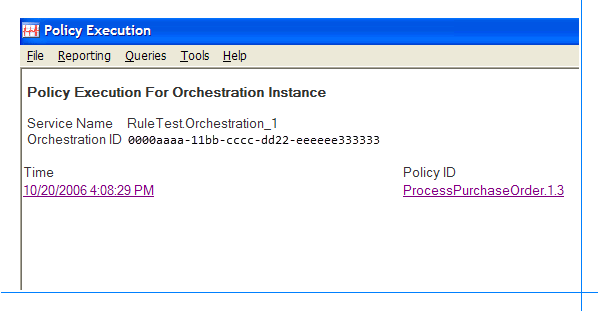 Policy Execution
File Reporting Queries Tools Help
Policy Execution For Orchestration Instance
Service Name RuleTest.Orchestration_1
Orchestration ID 0000aaaa-11bb-cccc-dd22-eeeeee333333
Time Policy ID
10/20/2006 4:08:29 PM ProcessPurchaseOrder.1.3